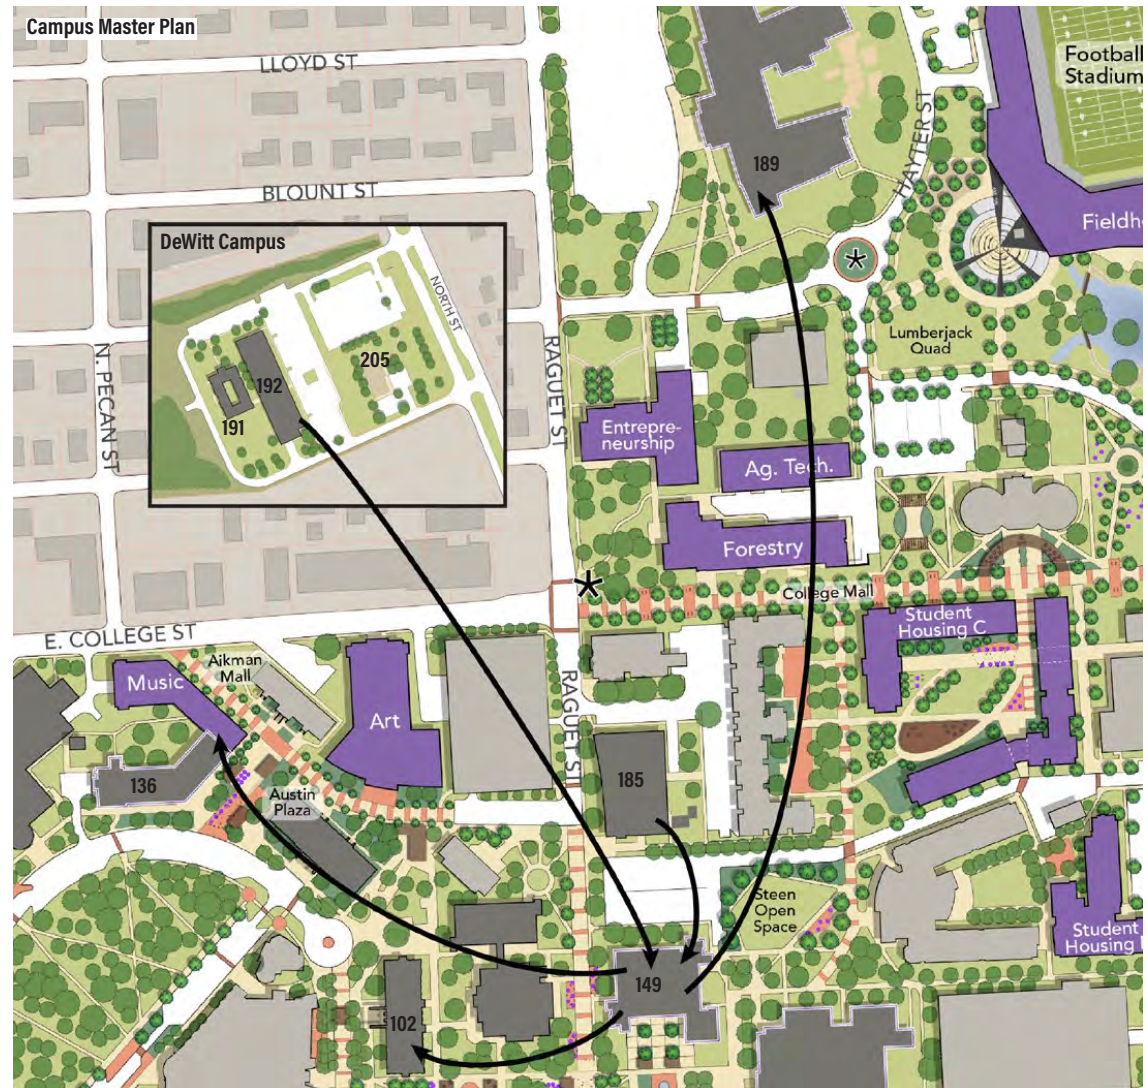 Campus Master Plan
LLOYD ST
BLOUNT ST
N. PECAN ST
DeWitt Campus
NORTH ST
192
191
205
RAGUET ST
189
HAYTER ST
Football
Stadium
Fieldh
Lumberjack
Quad
Entrepre-
neurship
Ag. Tech.
Forestry
College Mall
Student
Housing C
E. COLLEGE ST
Music
Aikman
Mall
Art
RAGUET ST
136
Austin
Plaza
185
Steen
Open
Space
149
102
Student
Housing